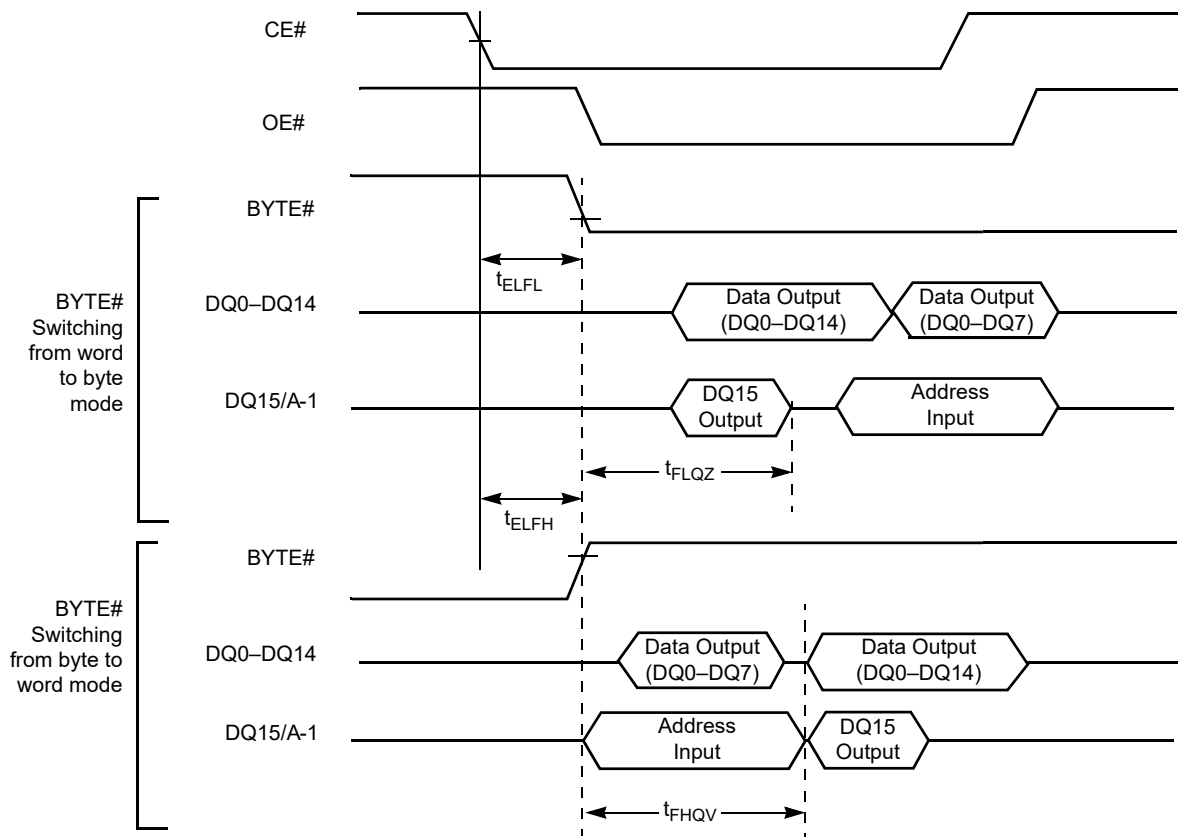 CE#
OE#
BYTE#
tELFL
BYTE#
Switching
from word
to byte
mode
DQ0–DQ14
Data Output
(DQ0–DQ14)
Data Output
(DQ0–DQ7)
DQ15/A-1
DQ15
Output
Address
Input
tFLQZ
tELFH
BYTE#
BYTE#
Switching
from byte to
word mode
DQ0–DQ14
Data Output
(DQ0–DQ7)
Data Output
(DQ0–DQ14)
DQ15/A-1
Address
Input
DQ15
Output
tFHQV